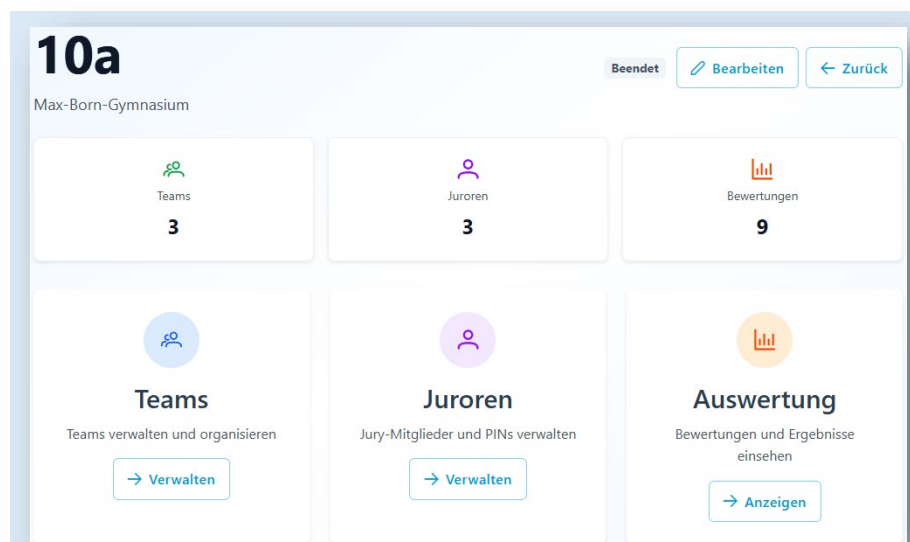 10a
Beendet
Bearbeiten
Zurück
Max-Born-Gymnasium
Teams
3
Juroren
3
Bewertungen
9
Teams
Teams verwalten und organisieren
Verwalten
Juroren
Jury-Mitglieder und PINs verwalten
Verwalten
Auswertung
Bewertungen und Ergebnisse
einsehen
Anzeigen